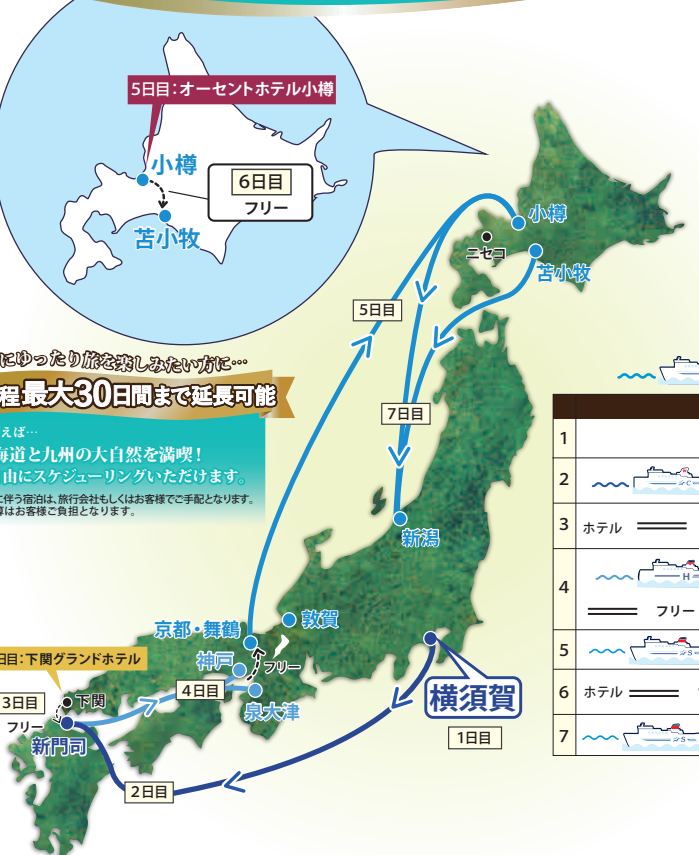 5日目：オーセントホテル小樽
小樽
6日目
フリー
苫小牧
小樽
ニセコ
苫小牧
5日目
にゆったり旅を楽しみたい方に…
程 最大30日間まで延長可能
えば…
海道と九州の大自然を満喫！
由にスケジューリングいただけます。
に伴う宿泊は、旅行会社もしくはお客様でご手配となります。
算はお客様ご負担となります。
7日目
新潟
敦賀
京都・舞鶴
神戸
フリー
日目：下関グランドホテル
4日目
泉大津
3日目
下関
フリー
新門司
横須賀
1日目
2日目
1
2
C
3 ホテル
4
H
フリー
5
S
6 ホテル
7
S